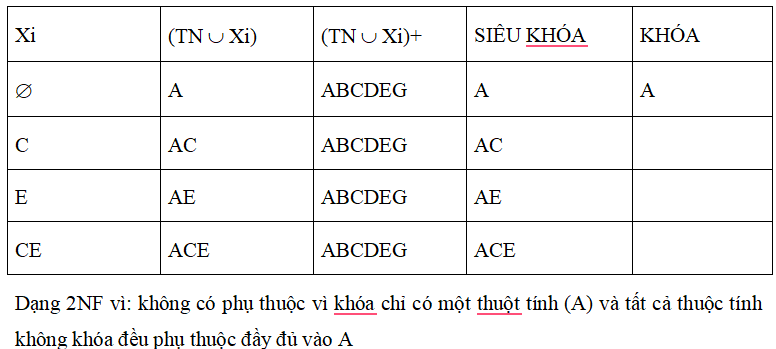 Xi (TN ∪ Xi) (TN ∪ Xi)+ SIÊU KHÓA KHÓA
∅ A ABCDEG A A
C AC ABCDEG AC
E AE ABCDEG AE
CE ACE ABCDEG ACE
Dạng 2NF vì: không có phụ thuộc vì khóa chỉ có một thuột tính (A) và tất cả thuộc tính
không khóa đều phụ thuộc đầy đủ vào A